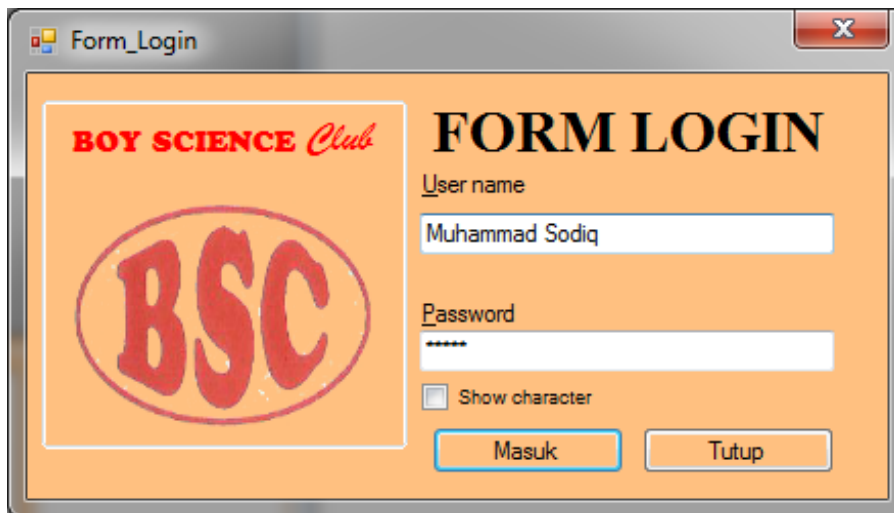 Form_Login
BOY SCIENCE Club
BSC
FORM LOGIN
User name
Muhammad Sodiq
Password
*****
Show character
Masuk
Tutup